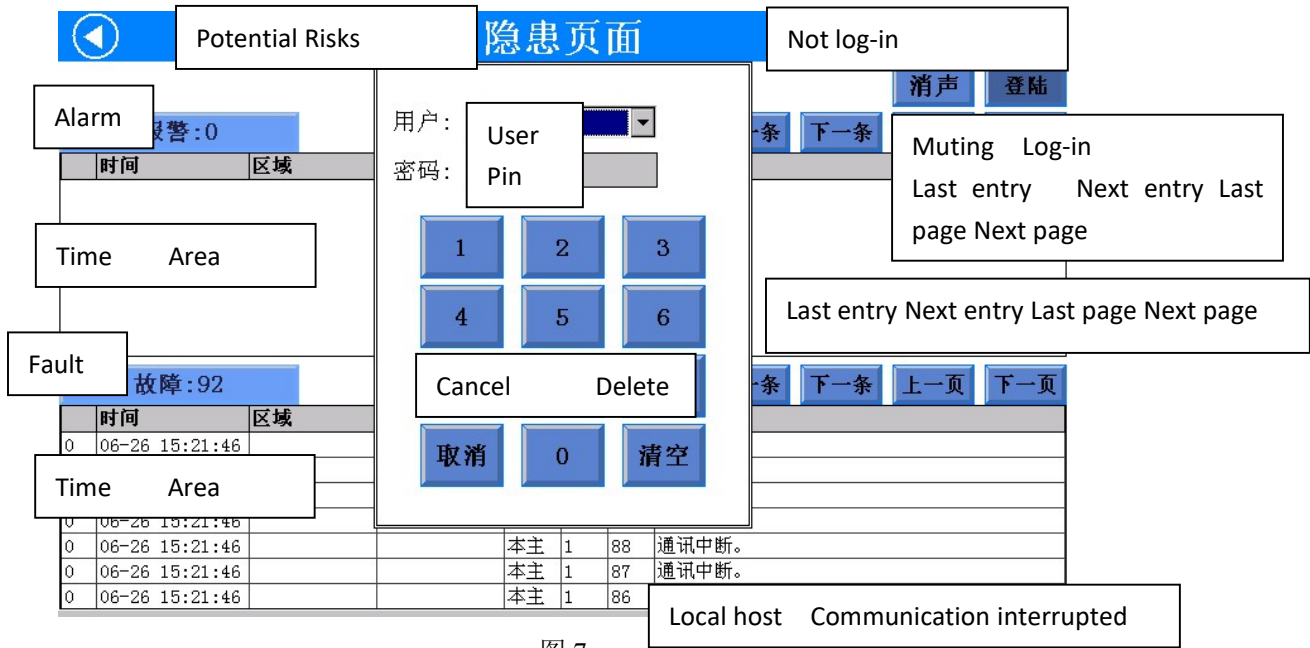 Potential Risks
隐患页面
Not log-in
消声 登陆
Alarm
报警:0
用户:
User
一条 下一条
Muting Log-in
Last entry Next entry Last
page Next page
时间 区域
密码:
Pin
1 2 3
Time Area
4 5 6
Last entry Next entry Last page Next page
Fault
故障:92
Cancel Delete
一条 下一条 上一页 下一页
时间 区域
0 06-26 15:21:46
取消 0 清空
Time Area
0 06-26 15:21:46
0 06-26 15:21:46 本主 1 88 通讯中断。
0 06-26 15:21:46 本主 1 87 通讯中断。
0 06-26 15:21:46 本主 1 86
Local host Communication interrupted